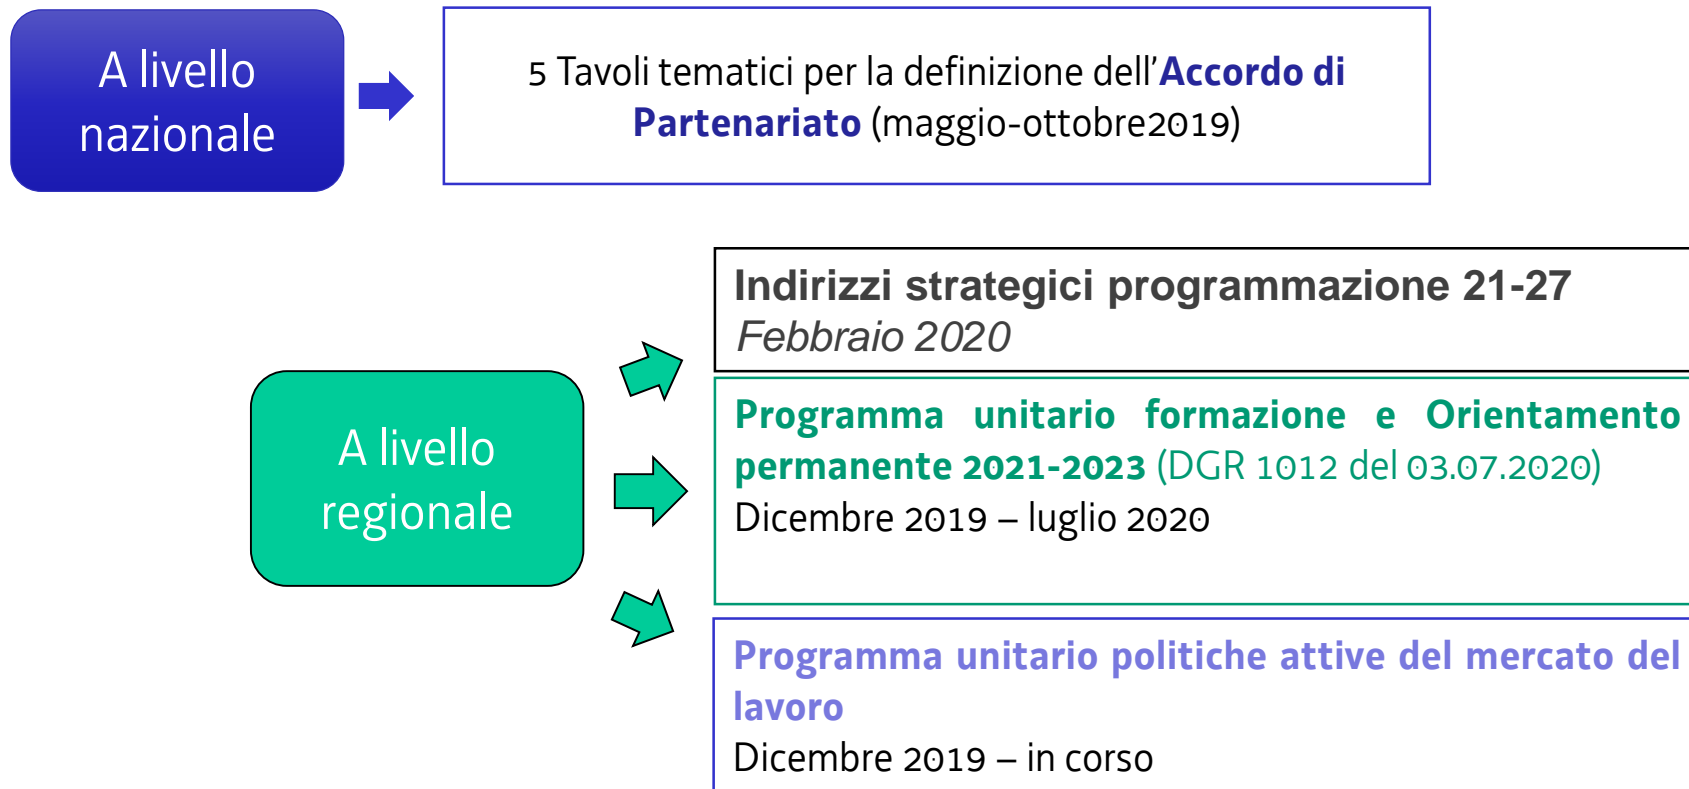 A livello
nazionale
5 Tavoli tematici per la definizione dell’Accordo di
Partenariato (maggio-ottobre2019)
A livello
regionale
Indirizzi strategici programmazione 21-27
Febbraio 2020
Programma unitario formazione e Orientamento
permanente 2021-2023 (DGR 1012 del 03.07.2020)
Dicembre 2019 – luglio 2020
Programma unitario politiche attive del mercato del
lavoro
Dicembre 2019 – in corso